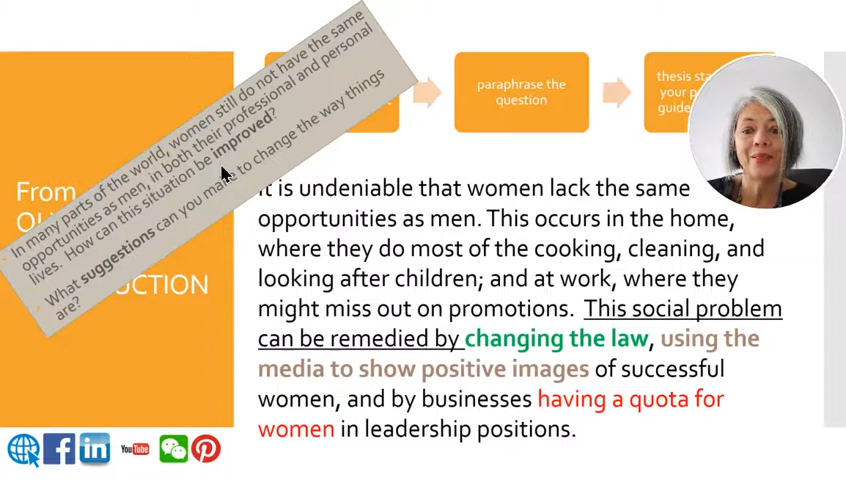 In many parts of the world, women still do not have the same
opportunities as men, in both their professional and personal
lives. How can this situation be improved?
What suggestions can you make to change the way things
are?
paraphrase the
question
thesis
your
guide
From
UCTION
It is undeniable that women lack the same
opportunities as men. This occurs in the home,
where they do most of the cooking, cleaning, and
looking after children; and at work, where they
might miss out on promotions. This social problem
can be remedied by changing the law, using the
media to show positive images of successful
women, and by businesses having a quota for
women in leadership positions.
in
You Tube